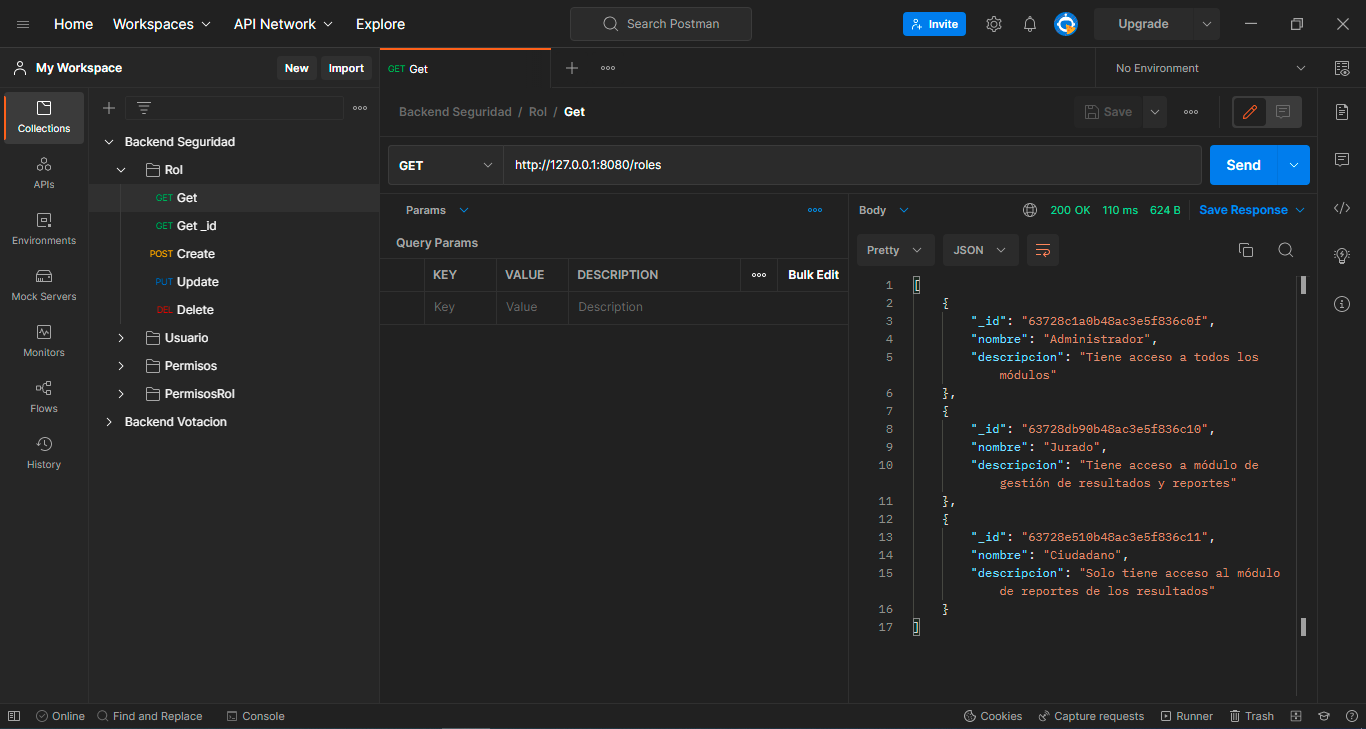 Home Workspaces API Network Explore Search Postman Invite Upgrade
My Workspace New Import GET Get No Environment
Collections
APIs
Environments
Mock Servers
Monitors
Flows
History
Backend Seguridad
Rol
GET Get
GET Get _id
POST Create
PUT Update
DEL Delete
Usuario
Permisos
PermisosRol
Backend Votacion
Backend Seguridad / Rol / Get Save
GET http://127.0.0.1:8080/roles Send
Params
Query Params
KEY VALUE DESCRIPTION Bulk Edit
Key Value Description
Body 200 OK 110 ms 624 B Save Response
Pretty JSON
1 [
2 {
3 "_id": "63728c1a0b48ac3e5f836c0f",
4 "nombre": "Administrador",
5 "descripcion": "Tiene acceso a todos los
módulos"
6 },
7 {
8 "_id": "63728db90b48ac3e5f836c10",
9 "nombre": "Jurado",
10 "descripcion": "Tiene acceso a módulo de
gestión de resultados y reportes"
11 },
12 {
13 "_id": "63728e510b48ac3e5f836c11",
14 "nombre": "Ciudadano",
15 "descripcion": "Solo tiene acceso al módulo
de reportes de los resultados"
16 }
17 ]
Online Find and Replace Console Cookies Capture requests Runner Trash